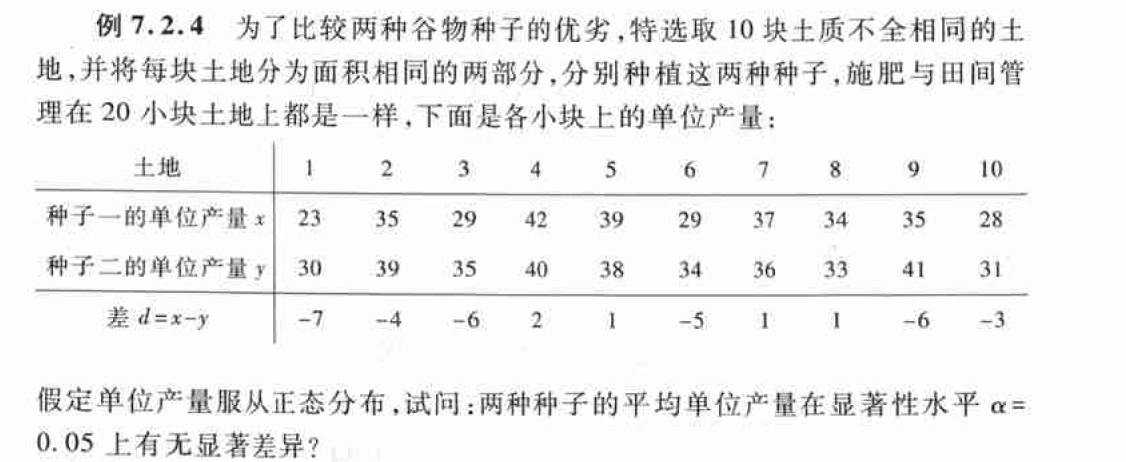 例 7.2.4 为了比较两种谷物种子的优劣,特选取 10 块土质不全相同的土
地,并将每块土地分为面积相同的两部分,分别种植这两种种子,施肥与田间管
理在 20 小块土地上都是一样,下面是各小块上的单位产量:
土地 1 2 3 4 5 6 7 8 9 10
种子一的单位产量 x 23 35 29 42 39 29 37 34 35 28
种子二的单位产量 y 30 39 35 40 38 34 36 33 41 31
差 d=x-y -7 -4 -6 2 1 -5 1 1 -6 -3
假定单位产量服从正态分布,试问:两种种子的平均单位产量在显著性水平 α=
0.05 上有无显著差异?